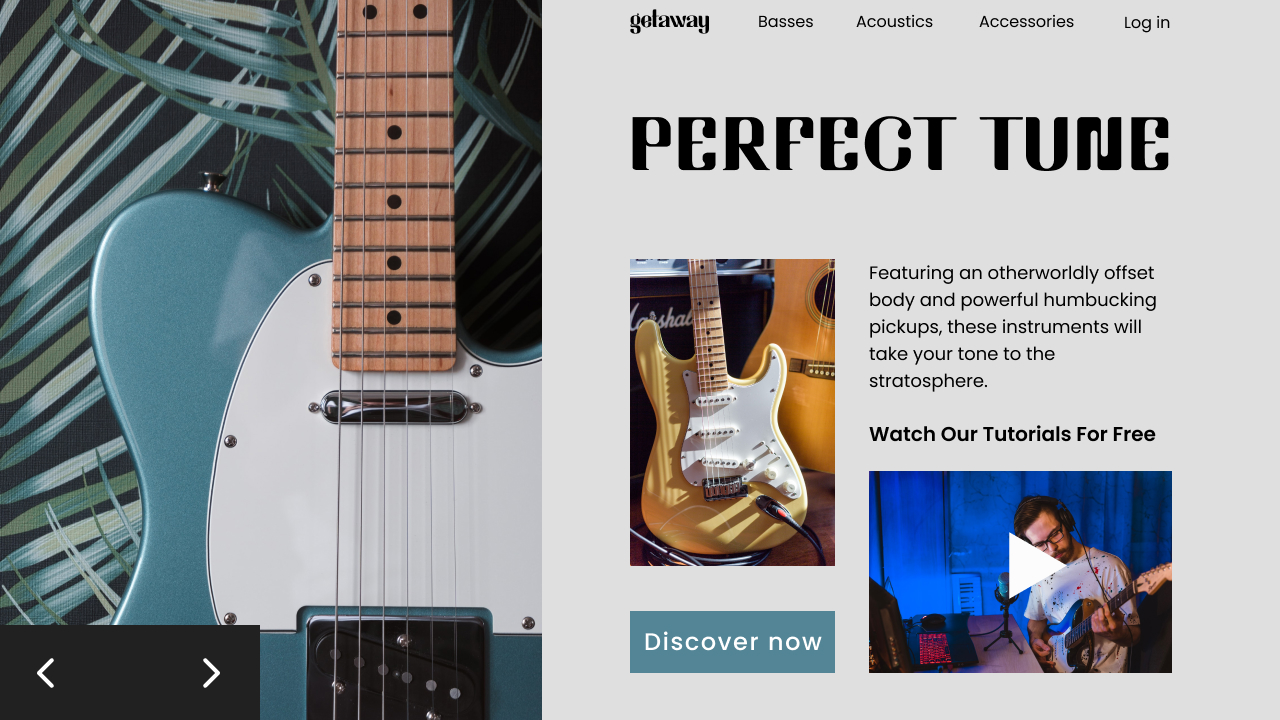 getaway
Basses
Acoustics
Accessories
Log in
PERFECT TUNE
Marshall
Featuring an otherworldly offset
body and powerful humbucking
pickups, these instruments will
take your tone to the
stratosphere.
Watch Our Tutorials For Free
Discover now